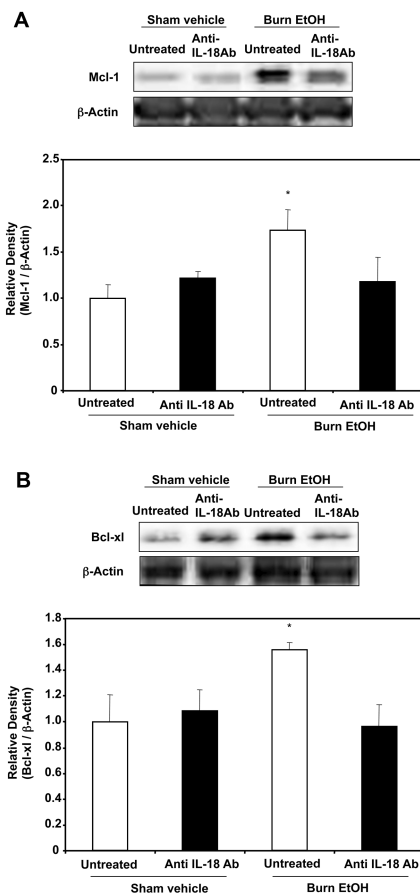 A
Sham vehicle Burn EtOH
Untreated Anti-IL-18Ab Untreated Anti-IL-18Ab
Mcl-1
β-Actin
2.5
2.0
1.5
1.0
0.5
0
Relative Density
(Mcl-1 / β-Actin)
*
Untreated Anti IL-18 Ab Untreated Anti IL-18 Ab
Sham vehicle Burn EtOH
B
Sham vehicle Burn EtOH
Untreated Anti-IL-18Ab Untreated Anti-IL-18Ab
Bcl-xl
β-Actin
1.8
1.6
1.4
1.2
1.0
0.8
0.6
0.4
0.2
0
Relative Density
(Bcl-xl / β-Actin)
*
Untreated Anti IL-18 Ab Untreated Anti IL-18 Ab
Sham vehicle Burn EtOH